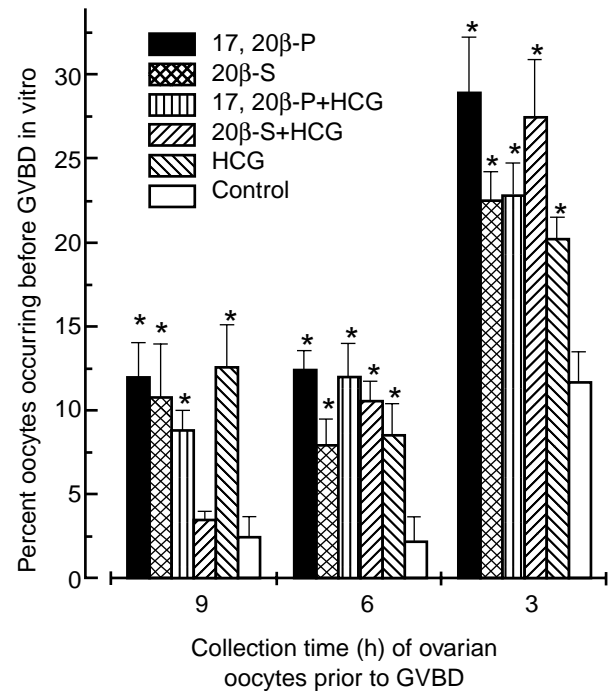 Percent oocytes occurring before GVBD in vitro
30
25
20
15
10
5
0
17, 20β-P
20β-S
17, 20β-P+HCG
20β-S+HCG
HCG
Control
* * * *
* * * * *
* * * * *
9 6 3
Collection time (h) of ovarian
oocytes prior to GVBD